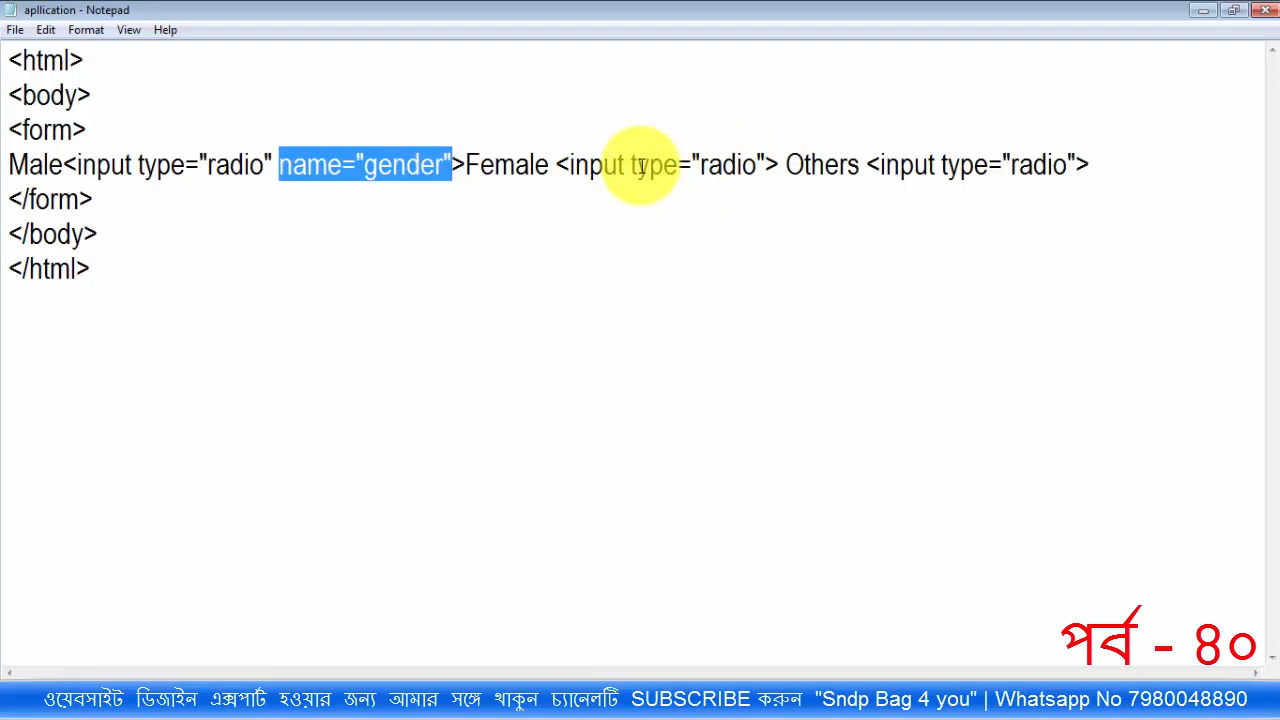 apllication - Notepad
File Edit Format View Help
<html>
<body>
<form>
Male<input type="radio" name="gender">Female <input type="radio"> Others <input type="radio">
</form>
</body>
</html>
পর্ব - ৪০
ওয়েবসাইট ডিজাইন এক্সপার্ট হওয়ার জন্য আমার সঙ্গে থাকুন চ্যানেলটি SUBSCRIBE করুন "Sndp Bag 4 you" | Whatsapp No 7980048890